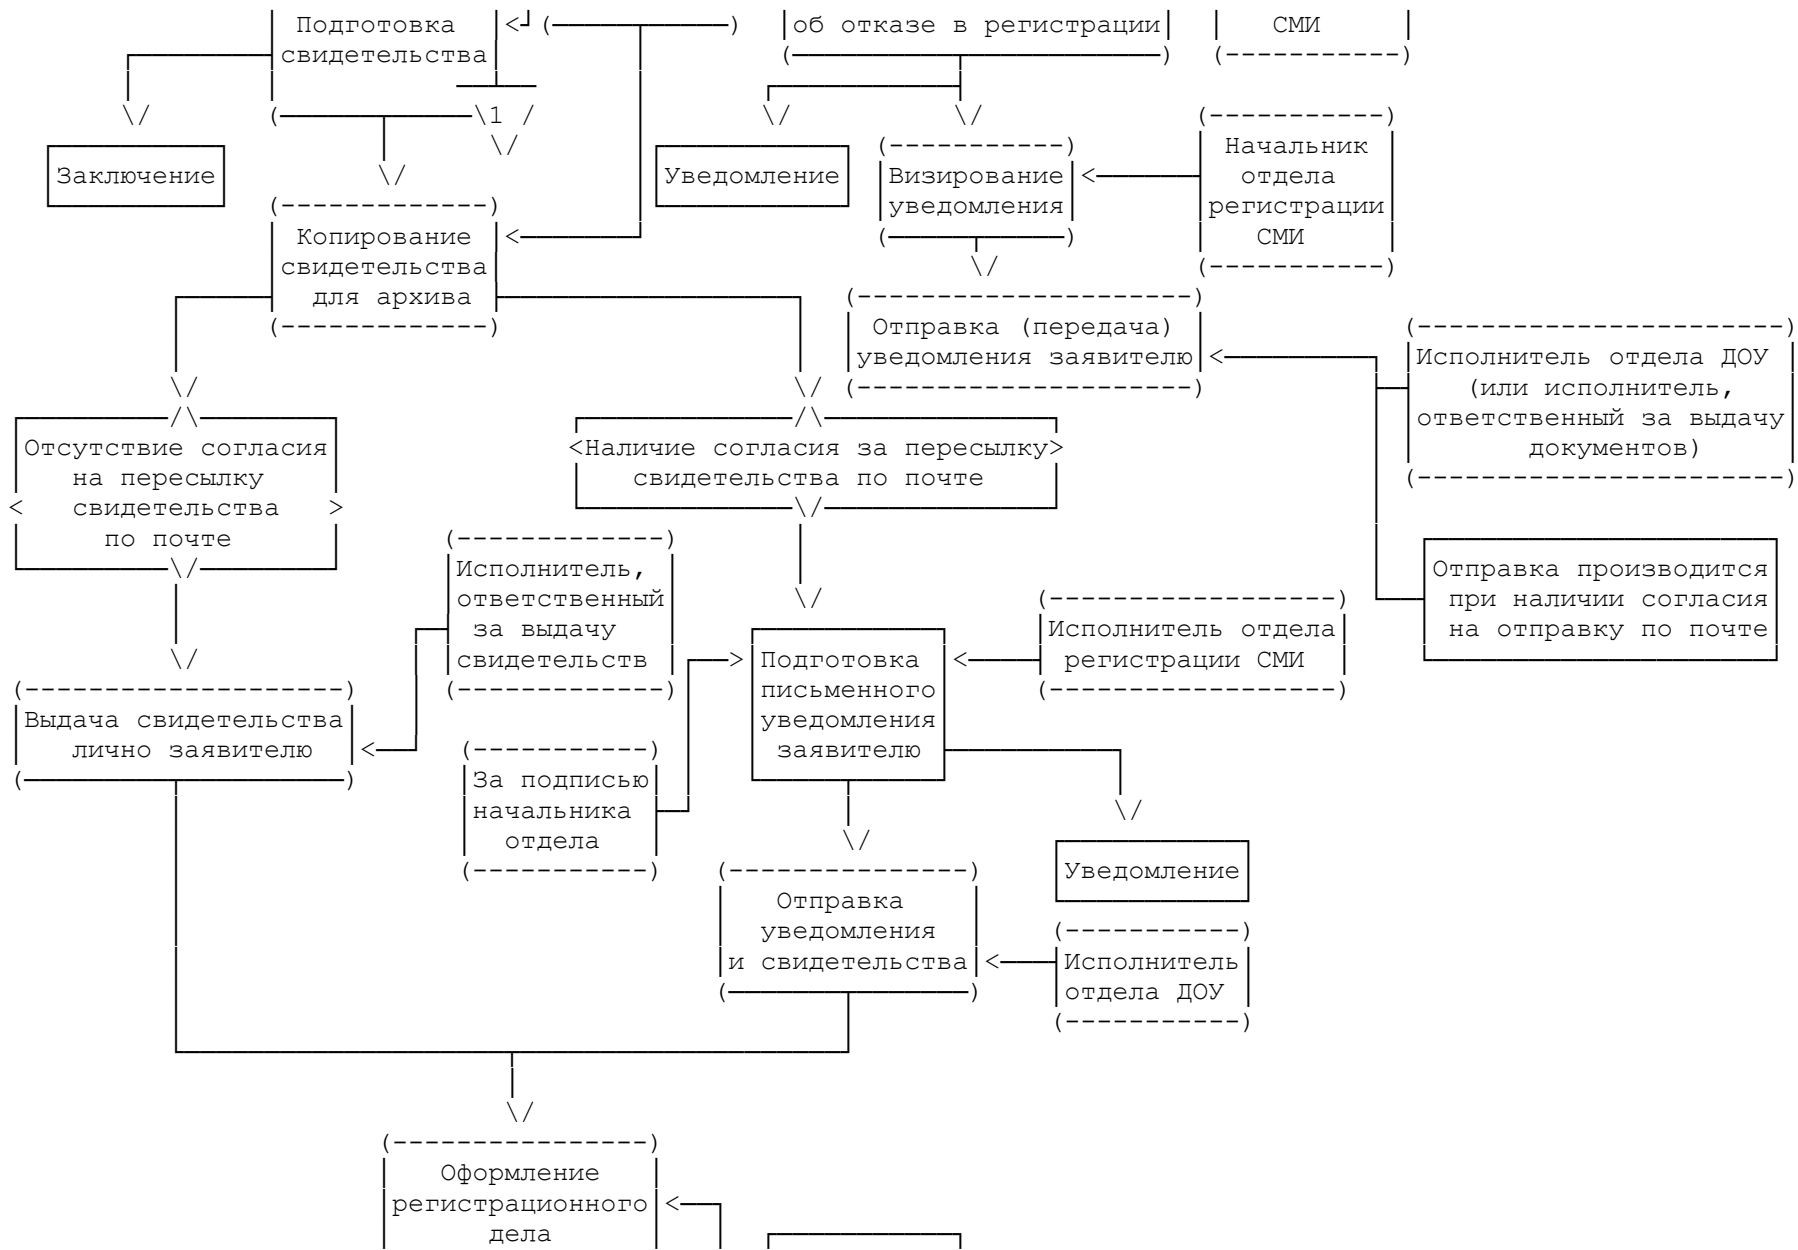 Подготовка
свидетельства
1
об отказе в регистрации
СМИ
Заключение
Уведомление
Визирование
уведомления
Начальник
отдела
регистрации
СМИ
Копирование
свидетельства
для архива
Отправка (передача)
уведомления заявителю
Исполнитель отдела ДОУ
(или исполнитель,
ответственный за выдачу
документов)
Отсутствие согласия
на пересылку
свидетельства
по почте
Наличие согласия за пересылку
свидетельства по почте
Отправка производится
при наличии согласия
на отправку по почте
Исполнитель,
ответственный
за выдачу
свидетельств
Подготовка
письменного
уведомления
заявителю
Исполнитель отдела
регистрации СМИ
Выдача свидетельства
лично заявителю
За подписью
начальника
отдела
Уведомление
Отправка
уведомления
и свидетельства
Исполнитель
отдела ДОУ
Оформление
регистрационного
дела